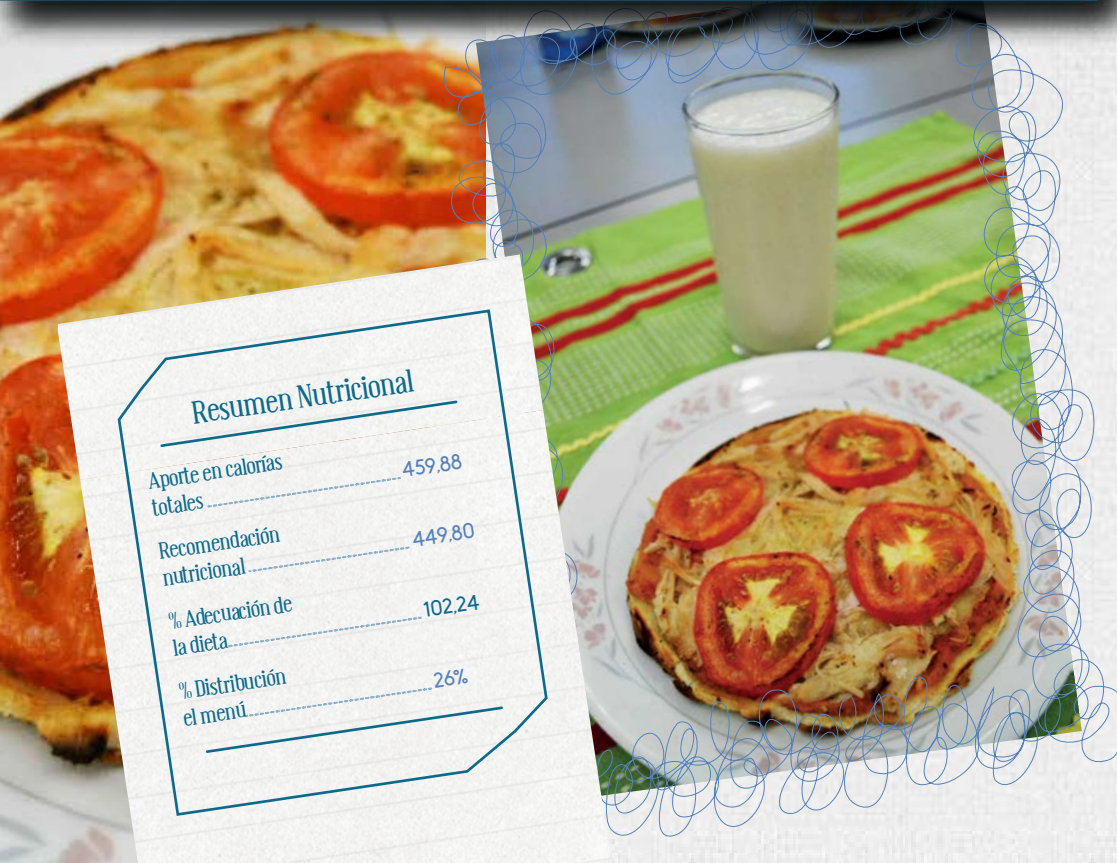 Resumen Nutricional
Aporte en calorías
totales 459,88
Recomendación
nutricional 449,80
% Adecuación de
la dieta 102,24
% Distribución
el menú 26%